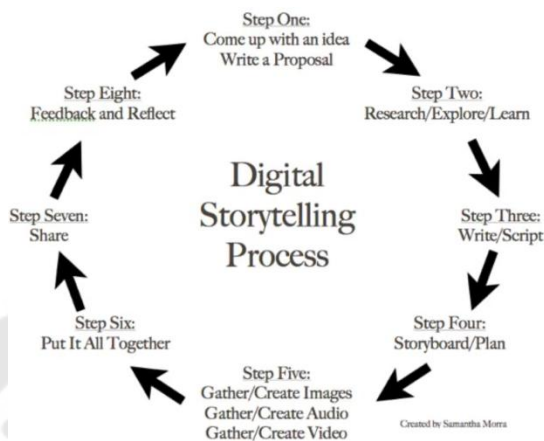 Step One:
Come up with an idea
Write a Proposal
Step Two:
Research/Explore/Learn
Step Three:
Write/Script
Step Four:
Storyboard/Plan
Step Five:
Gather/Create Images
Gather/Create Audio
Gather/Create Video
Step Six:
Put It All Together
Step Seven:
Share
Step Eight:
Feedback and Reflect
Digital
Storytelling
Process
Created by Samantha Morra